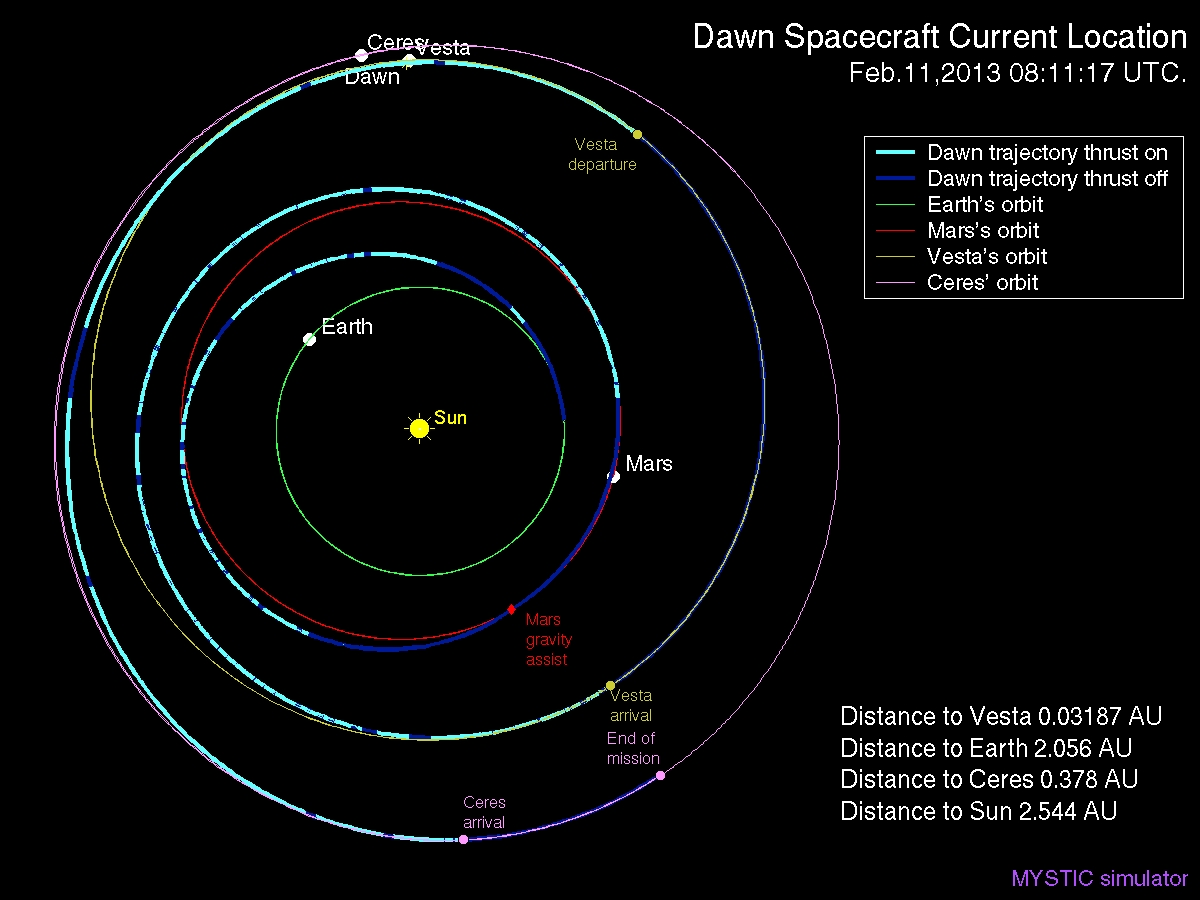 Dawn Spacecraft Current Location
Feb.11,2013 08:11:17 UTC.
Ceres
Vesta
Dawn
Vesta
departure
Dawn trajectory thrust on
Dawn trajectory thrust off
Earth's orbit
Mars's orbit
Vesta's orbit
Ceres' orbit
Earth
Sun
Mars
Mars
gravity
assist
Vesta
arrival
End of
mission
Ceres
arrival
Distance to Vesta 0.03187 AU
Distance to Earth 2.056 AU
Distance to Ceres 0.378 AU
Distance to Sun 2.544 AU
MYSTIC simulator